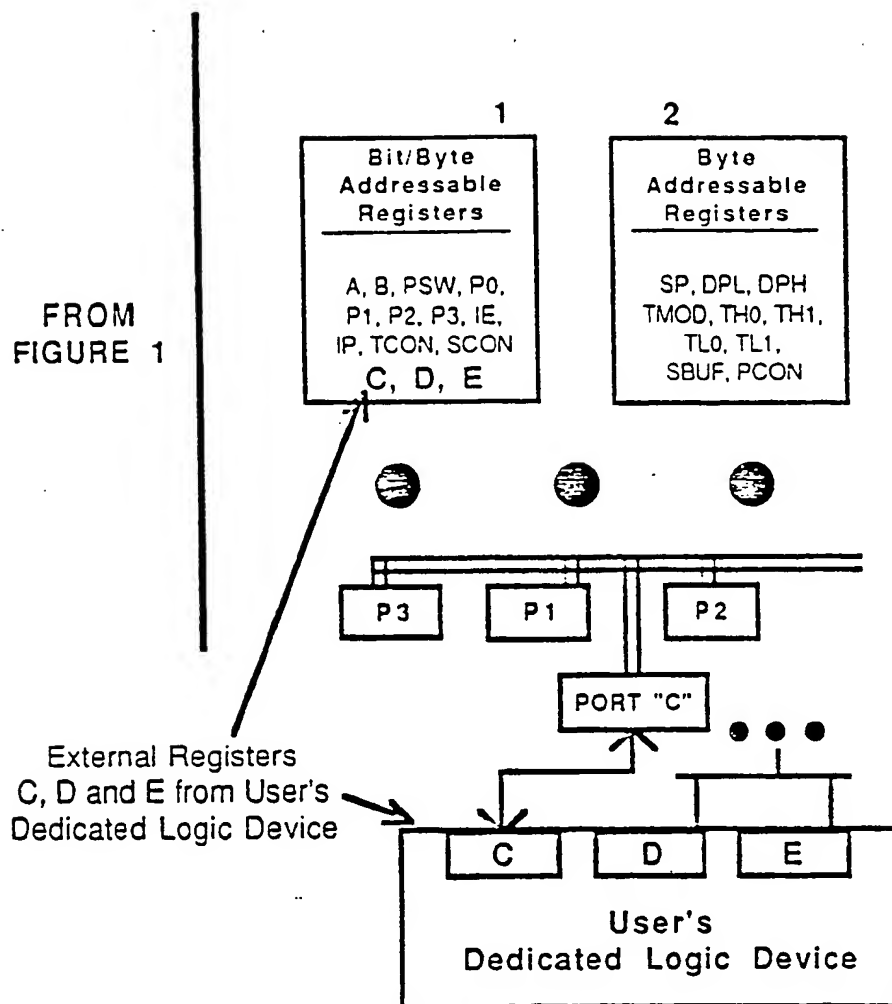 1
2
Bit/Byte
Addressable
Registers
A, B, PSW, P0,
P1, P2, P3, IE,
IP, TCON, SCON
C, D, E
Byte
Addressable
Registers
SP, DPL, DPH
TMOD, TH0, TH1,
TL0, TL1,
SBUF, PCON
FROM
FIGURE 1
P3
P1
P2
PORT "C"
External Registers
C, D and E from User's
Dedicated Logic Device
C
D
E
User's
Dedicated Logic Device